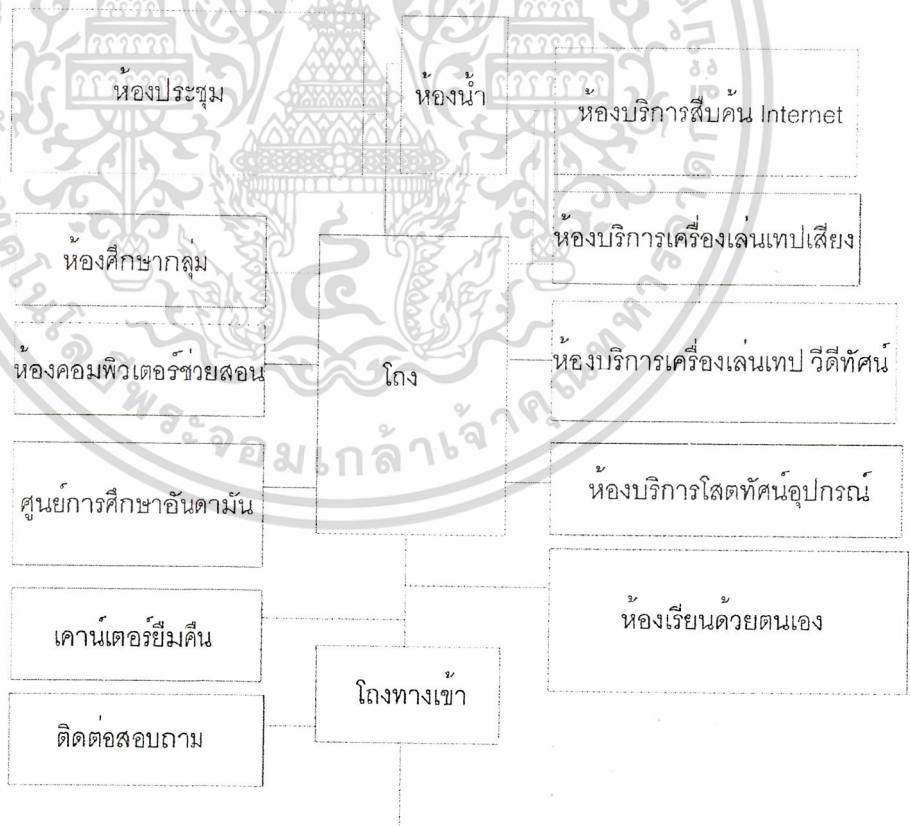 ห้องประชุม
ห้องน้ำ
ห้องบริการสืบค้น Internet
ห้องศึกษากลุ่ม
ห้องบริการเครื่องเล่นเทปเสียง
ห้องคอมพิวเตอร์ช่วยสอน
โถง
ห้องบริการเครื่องเล่นเทป วีดีทัศน์
ศูนย์การศึกษาอันดามัน
ห้องบริการโสตทัศน์อุปกรณ์
เคาน์เตอร์ยืมคืน
ห้องเรียนด้วยตนเอง
โถงทางเข้า
ติดต่อสอบถาม